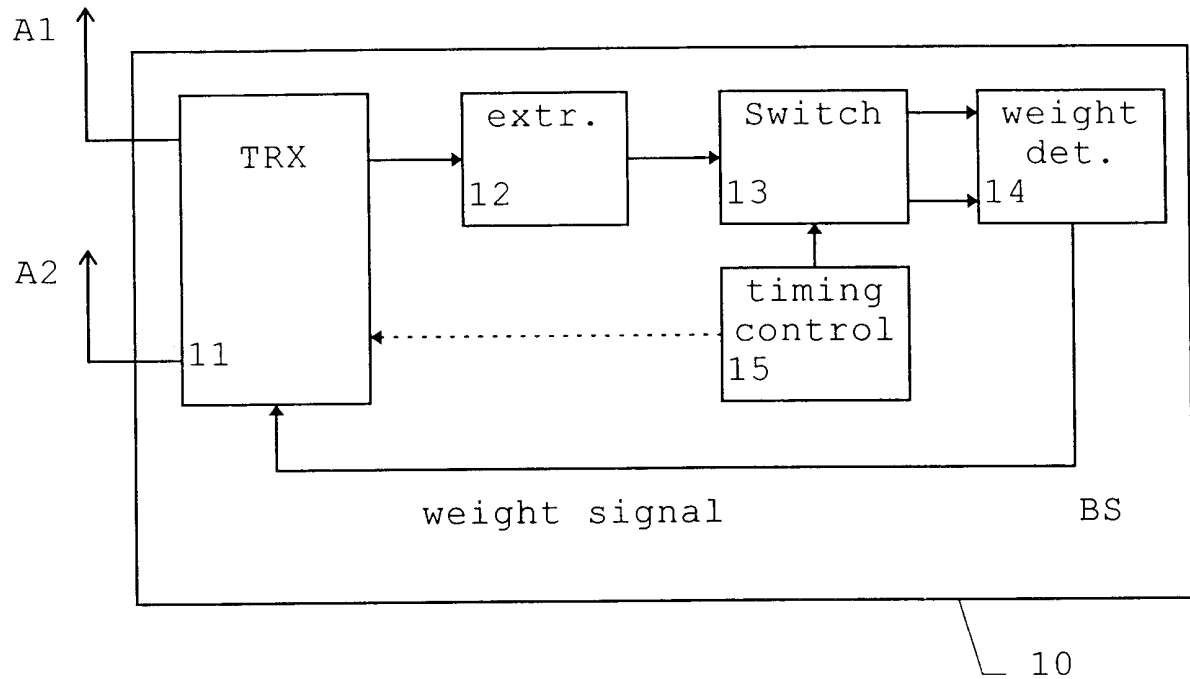 A1
TRX
11
extr.
12
Switch
13
weight
det.
14
A2
timing
control
15
weight signal
BS
10